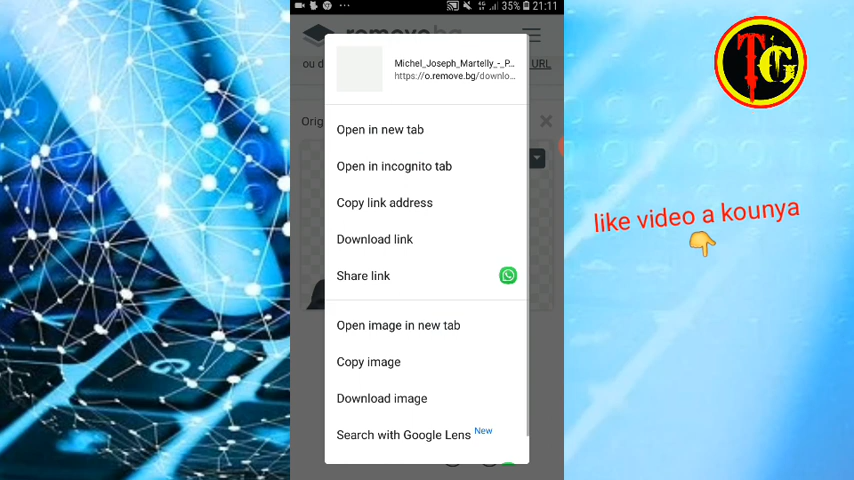 35% 21:11
removebg
ou d
URL
Michel_Joseph_Martelly_-_P...
https://o.remove.bg/downlo...
Orig
Open in new tab
Open in incognito tab
Copy link address
Download link
Share link
Open image in new tab
Copy image
Download image
Search with Google Lens New
TG
like video a kounya